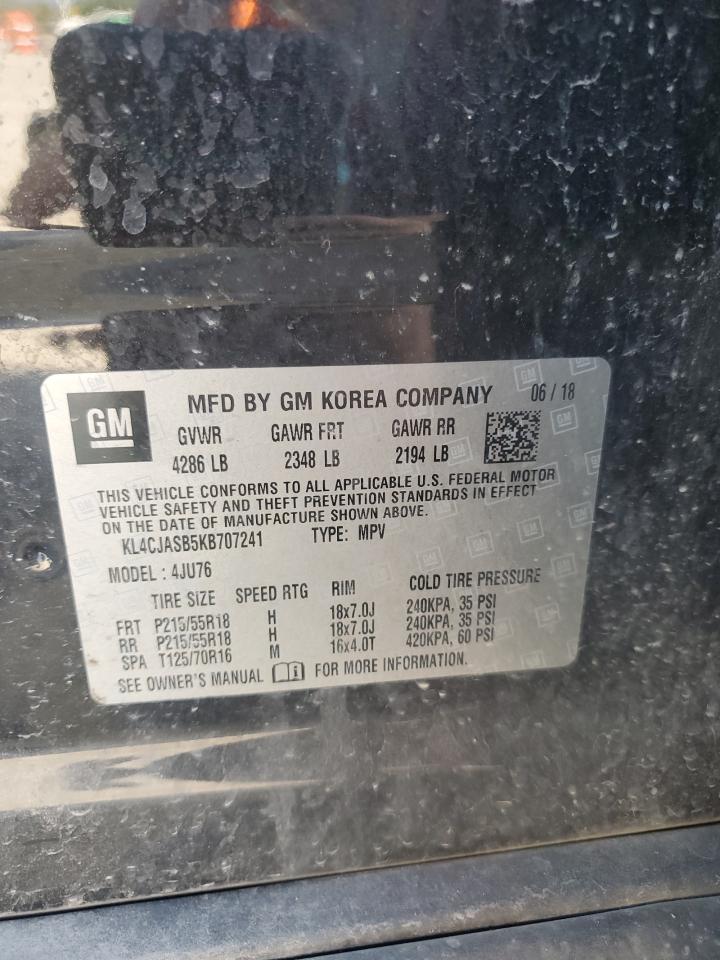 GM
MFD BY GM KOREA COMPANY 06 / 18
GVWR GAWR FRT GAWR RR
4286 LB 2348 LB 2194 LB
THIS VEHICLE CONFORMS TO ALL APPLICABLE U.S. FEDERAL MOTOR
VEHICLE SAFETY AND THEFT PREVENTION STANDARDS IN EFFECT
ON THE DATE OF MANUFACTURE SHOWN ABOVE.
KL4CJASB5KB707241 TYPE: MPV
MODEL : 4JU76
TIRE SIZE SPEED RTG RIM COLD TIRE PRESSURE
FRT P215/55R18 H 18x7.0J 240KPA, 35 PSI
RR P215/55R18 H 18x7.0J 240KPA, 35 PSI
SPA T125/70R16 M 16x4.0T 420KPA, 60 PSI
SEE OWNER'S MANUAL FOR MORE INFORMATION.